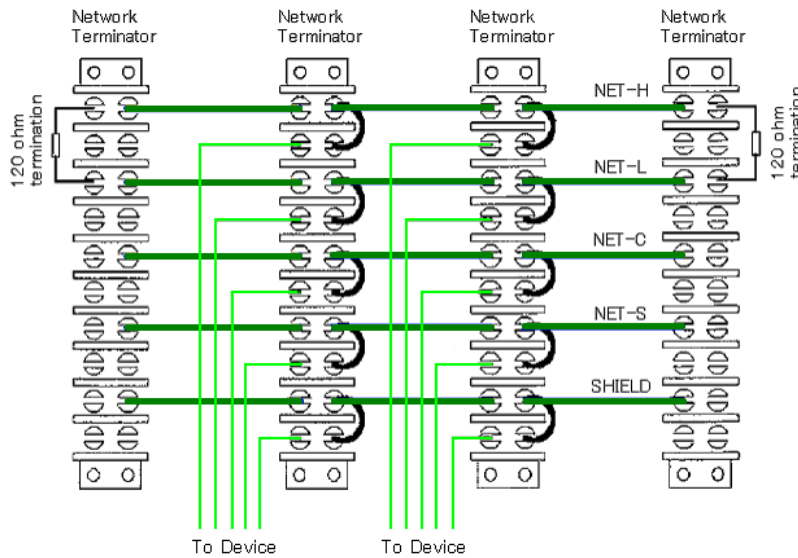 Network
Terminator
Network
Terminator
Network
Terminator
Network
Terminator
NET-H
120 ohm
termination
120 ohm
termination
NET-L
NET-C
NET-S
SHIELD
To Device
To Device